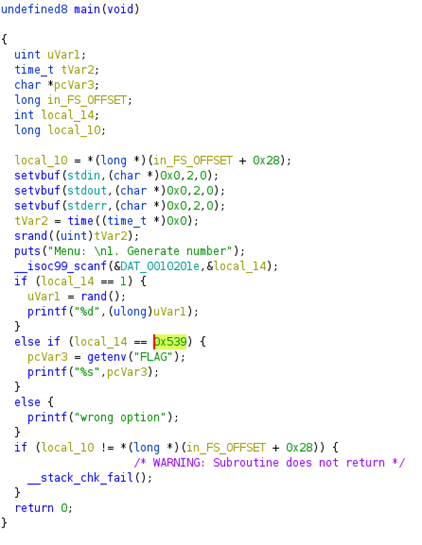 undefined8 main(void)
{
uint uVar1;
time_t tVar2;
char *pcVar3;
long in_FS_OFFSET;
int local_14;
long local_10;
local_10 = *(long *)(in_FS_OFFSET + 0x28);
setvbuf(stdin,(char *)0x0,2,0);
setvbuf(stdout,(char *)0x0,2,0);
setvbuf(stderr,(char *)0x0,2,0);
tVar2 = time((time_t *)0x0);
srand((uint)tVar2);
puts("Menu: \n1. Generate number");
__isoc99_scanf(&DAT_0010201e,&local_14);
if (local_14 == 1) {
uVar1 = rand();
printf("%d",(ulong)uVar1);
}
else if (local_14 == 0x539) {
pcVar3 = getenv("FLAG");
printf("%s",pcVar3);
}
else {
printf("wrong option");
}
if (local_10 != *(long *)(in_FS_OFFSET + 0x28)) {
/* WARNING: Subroutine does not return */
__stack_chk_fail();
}
return 0;
}